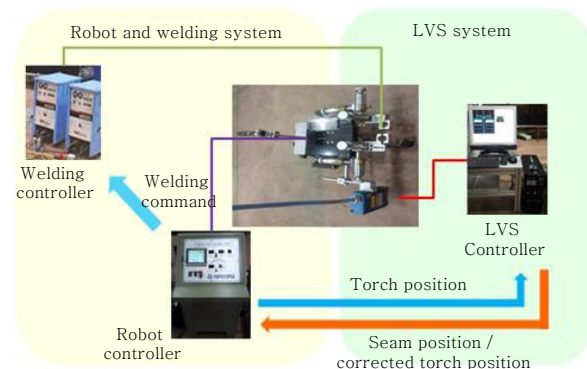 Robot and welding system
LVS system
Welding
controller
Welding
command
LVS
Controller
Torch position
Robot
controller
Seam position /
corrected torch position